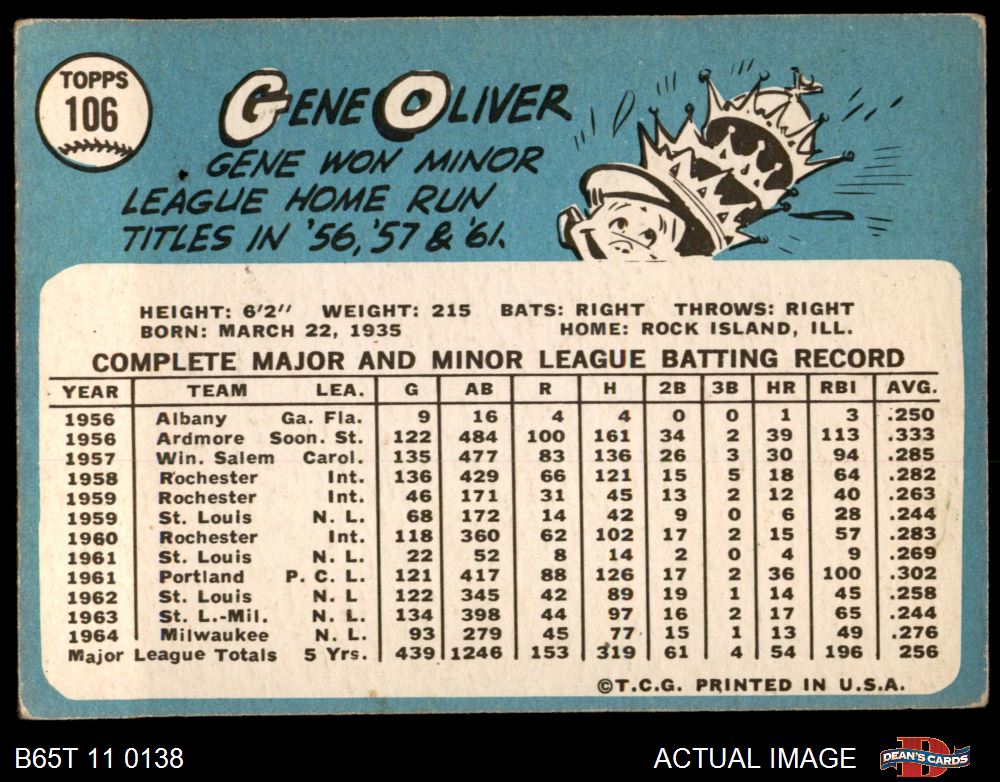 TOPPS
106
GENE OLIVER
GENE WON MINOR
LEAGUE HOME RUN
TITLES IN '56, '57 & '61.
HEIGHT: 6'2" WEIGHT: 215 BATS: RIGHT THROWS: RIGHT
BORN: MARCH 22, 1935 HOME: ROCK ISLAND, ILL.
COMPLETE MAJOR AND MINOR LEAGUE BATTING RECORD
YEAR TEAM LEA. G AB R H 2B 3B HR RBI AVG.
1956 Albany Ga. Fla. 9 16 4 4 0 0 1 3 .250
1956 Ardmore Soon. St. 122 484 100 161 34 2 39 113 .333
1957 Win. Salem Carol. 135 477 83 136 26 3 30 94 .285
1958 Rochester Int. 136 429 66 121 15 5 18 64 .282
1959 Rochester Int. 46 171 31 45 13 2 12 40 .263
1959 St. Louis N. L. 68 172 14 42 9 0 6 28 .244
1960 Rochester Int. 118 360 62 102 17 2 15 57 .283
1961 St. Louis N. L. 22 52 8 14 2 0 4 9 .269
1961 Portland P. C. L. 121 417 88 126 17 2 36 100 .302
1962 St. Louis N. L 122 345 42 89 19 1 14 45 .258
1963 St. L.-Mil. N. L. 134 398 44 97 16 2 17 65 .244
1964 Milwaukee N. L. 93 279 45 77 15 1 13 49 .276
Major League Totals 5 Yrs. 439 1246 153 319 61 4 54 196 256
©T.C.G. PRINTED IN U.S.A.
B65T 11 0138 ACTUAL IMAGE DEAN'S CARDS